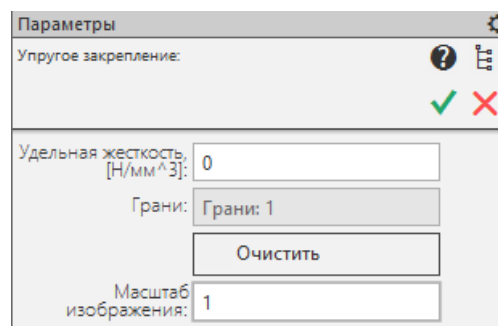 Параметры
Упругое закрепление:
Удельная жесткость,
[Н/мм^3]:
0
Грани:
Грани: 1
Очистить
Масштаб
изображения:
1